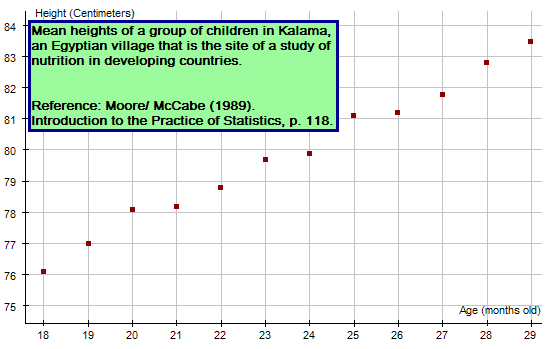 Height (Centimeters)
Mean heights of a group of children in Kalama,
an Egyptian village that is the site of a study of
nutrition in developing countries.
Reference: Moore/ McCabe (1989).
Introduction to the Practice of Statistics, p. 118.
84
83
82
81
80
79
78
77
76
75
Age (months old)
18 19 20 21 22 23 24 25 26 27 28 29